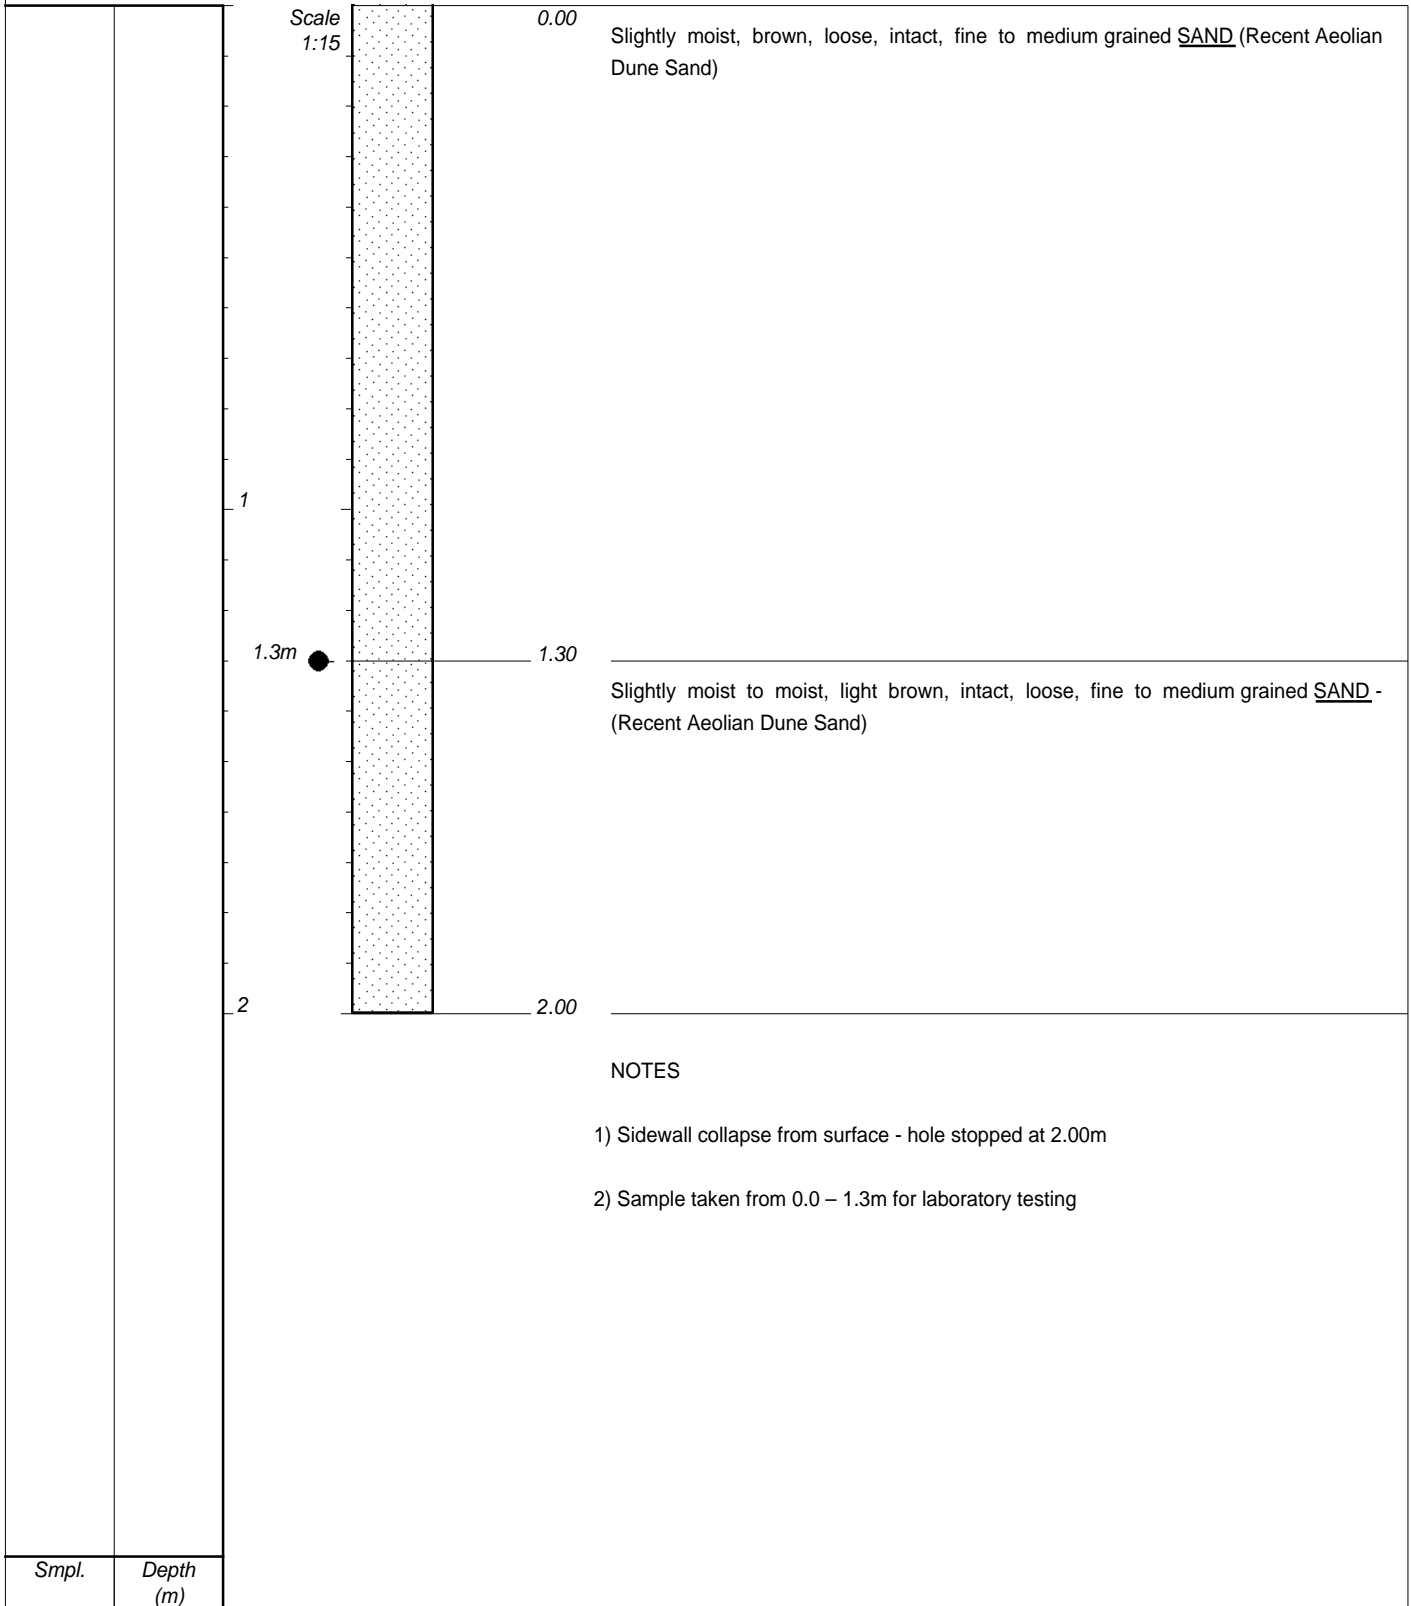 Scale
1:15
0.00
Slightly moist, brown, loose, intact, fine to medium grained SAND (Recent Aeolian
Dune Sand)
1
1.3m
1.30
Slightly moist to moist, light brown, intact, loose, fine to medium grained SAND -
(Recent Aeolian Dune Sand)
2
2.00
NOTES
1) Sidewall collapse from surface - hole stopped at 2.00m
2) Sample taken from 0.0 – 1.3m for laboratory testing
Smpl.
Depth
(m)